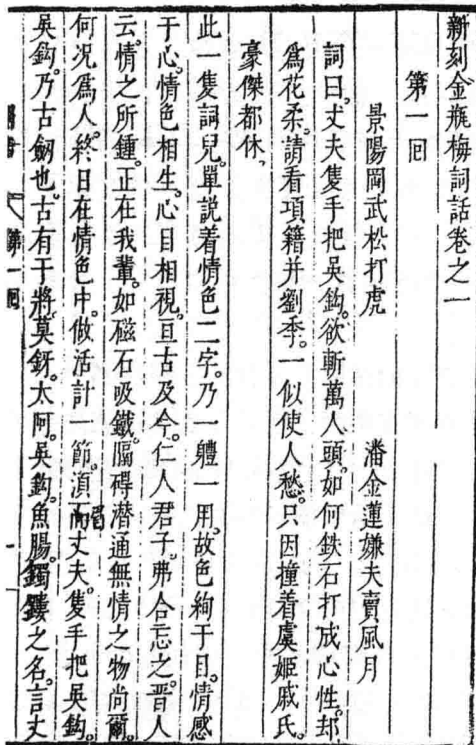 新刻金瓶梅詞話卷之一
第一回
景陽岡武松打虎　潘金蓮嫌夫賣風月
詞曰。丈夫隻手把吳鈎。欲斬萬人頭。如何鉄石打成心性。却
爲花柔。請看項籍并劉季。一似使人愁。只因撞着虞姬戚氏。
豪傑都休、
此一隻詞兒。單說着情色二字。乃一體一用。故色絢于目。情感
于心。情色相生。心目相視。亘古及今。仁人君子。弗合忘之。晋人
云。情之所鍾。正在我輩。如磁石吸鐵。隔碍潜通。無情之物尚爾。
何况爲人。終日在情色中。做活計一節。須而丈夫。隻手把吳鈎。
吳鈎。乃古劒也。古有干將。莫釾。太阿。吳鈎。魚腸。鐲鏤之名。言丈
第一回